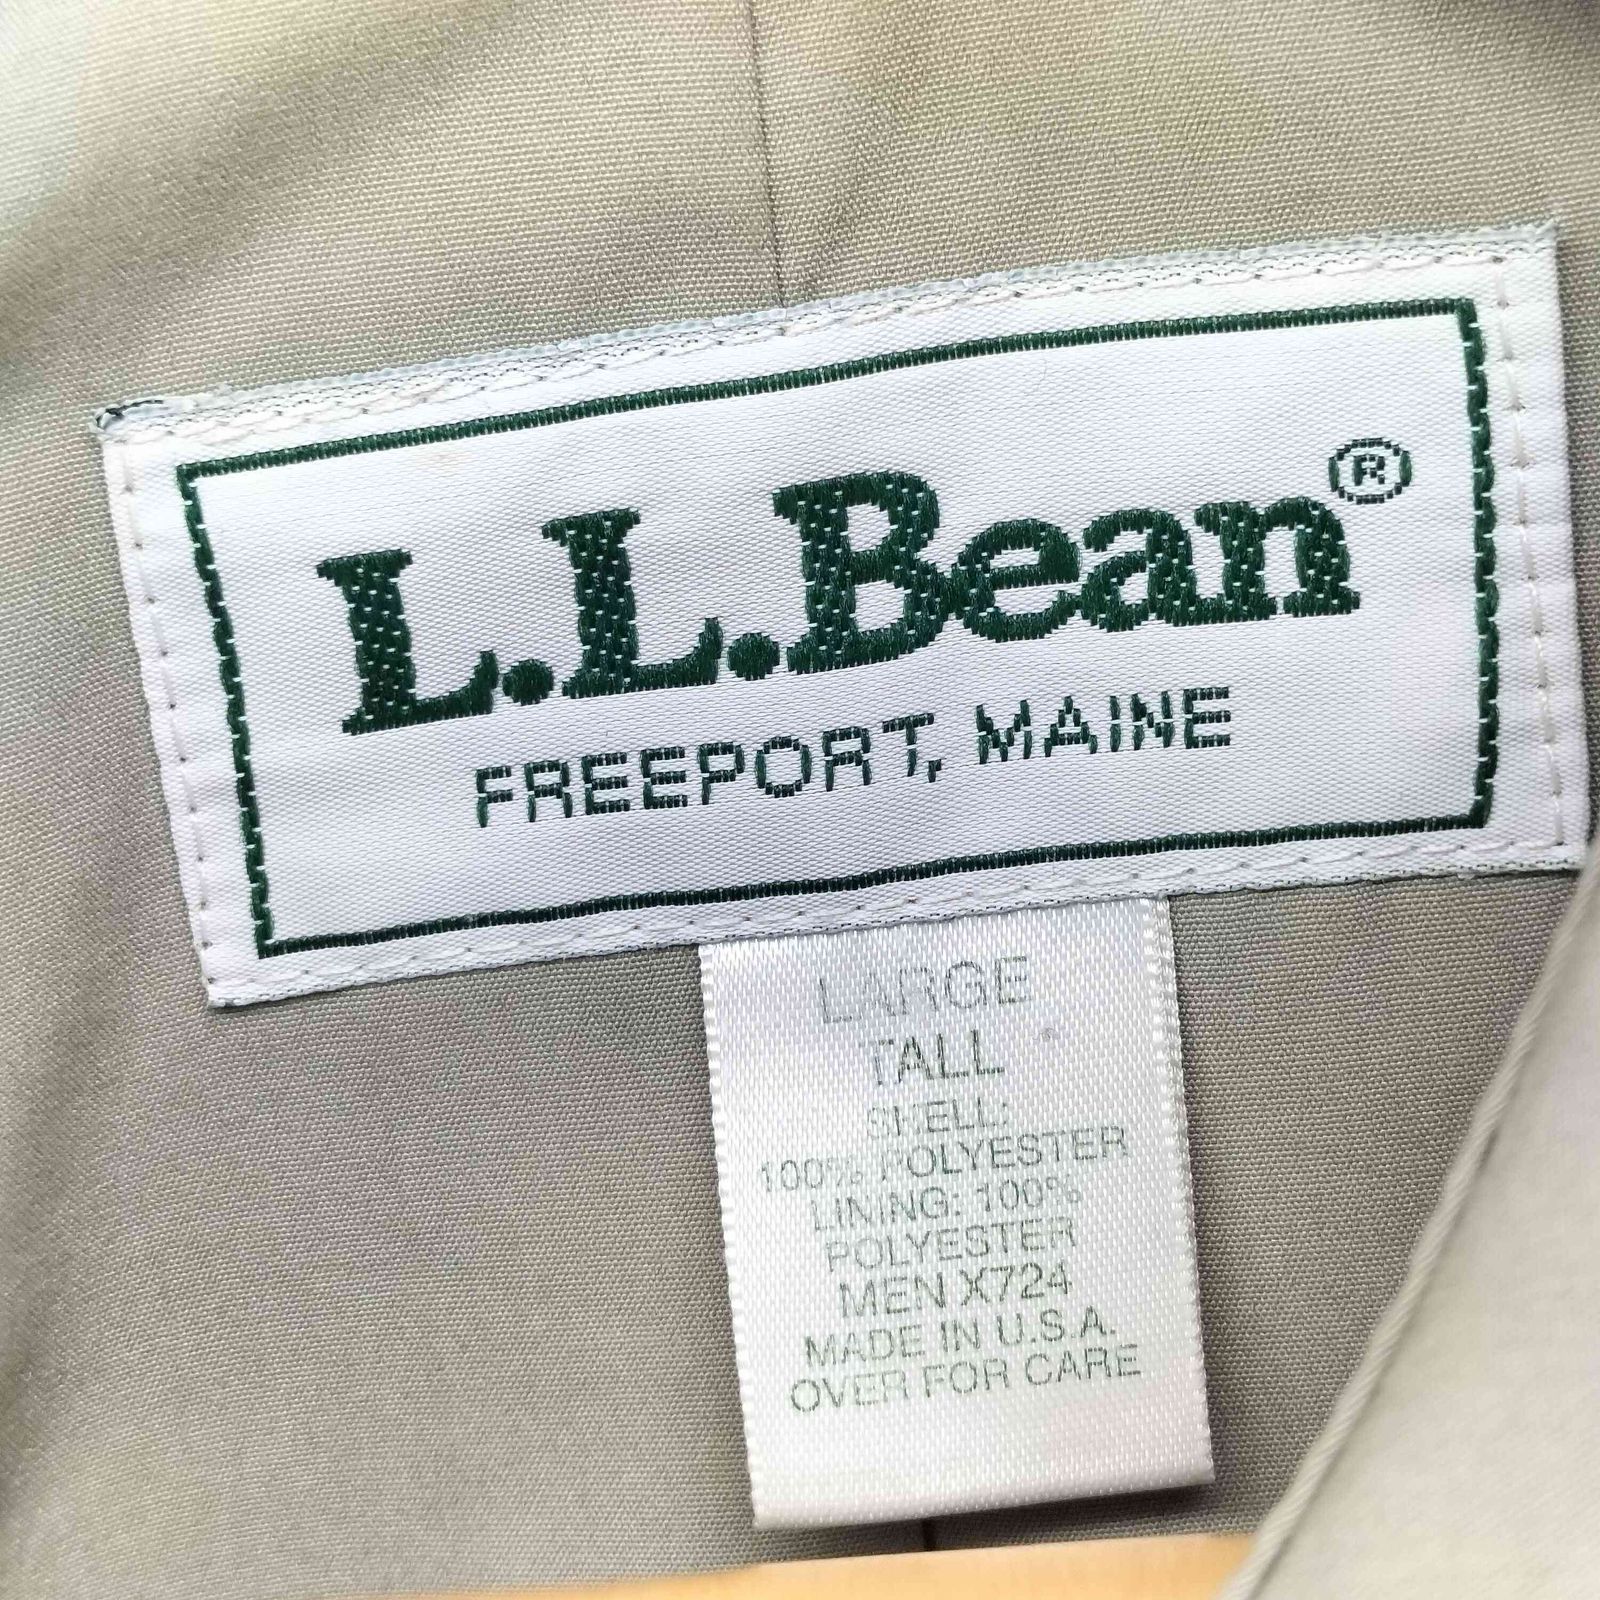 L.L.Bean®
FREEPORT, MAINE
LARGE
TALL
SHELL:
100% POLYESTER
LINING: 100%
POLYESTER
MEN X724
MADE IN U.S.A.
OVER FOR CARE